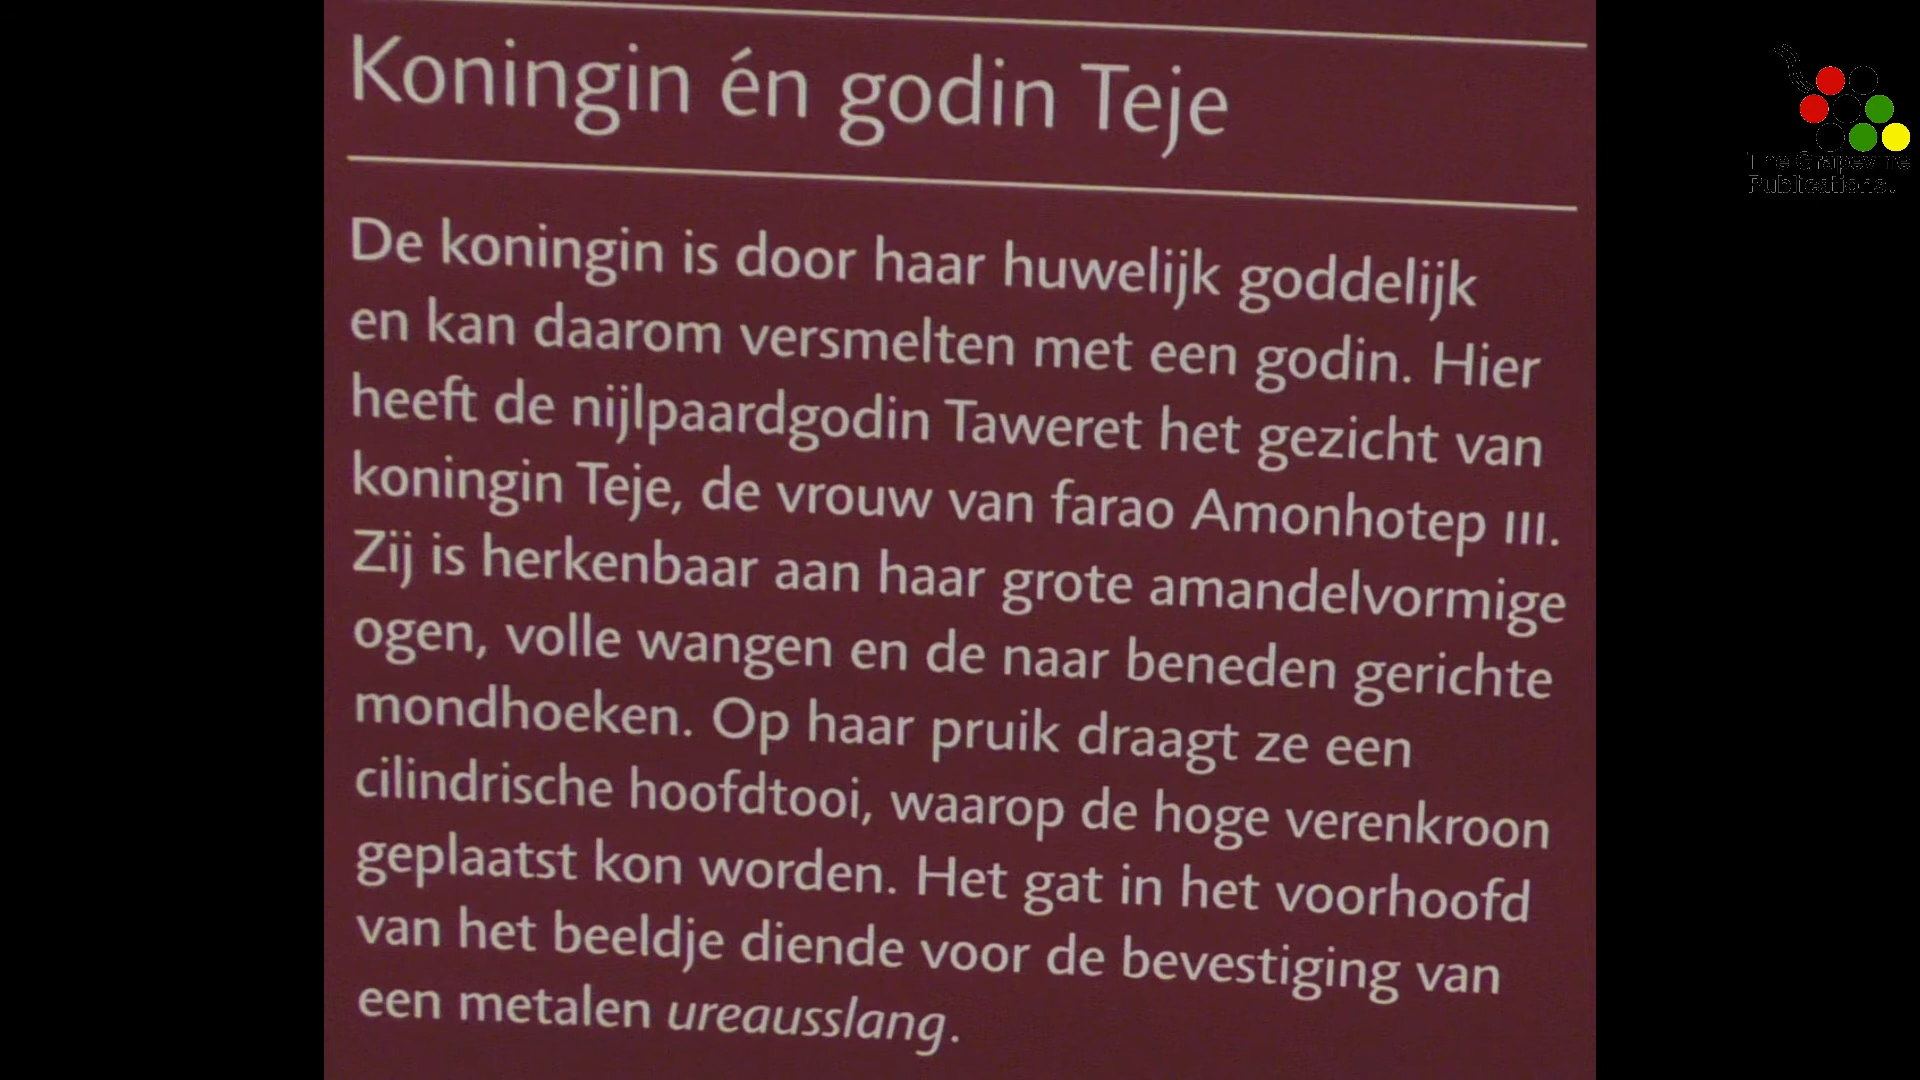 Koningin én godin Teje
De koningin is door haar huwelijk goddelijk
en kan daarom versmelten met een godin. Hier
heeft de nijlpaardgodin Taweret het gezicht van
koningin Teje, de vrouw van farao Amonhotep III.
Zij is herkenbaar aan haar grote amandelvormige
ogen, volle wangen en de naar beneden gerichte
mondhoeken. Op haar pruik draagt ze een
cilindrische hoofdtooi, waarop de hoge verenkroon
geplaatst kon worden. Het gat in het voorhoofd
van het beeldje diende voor de bevestiging van
een metalen ureausslang.
The Grapevine
Publications.